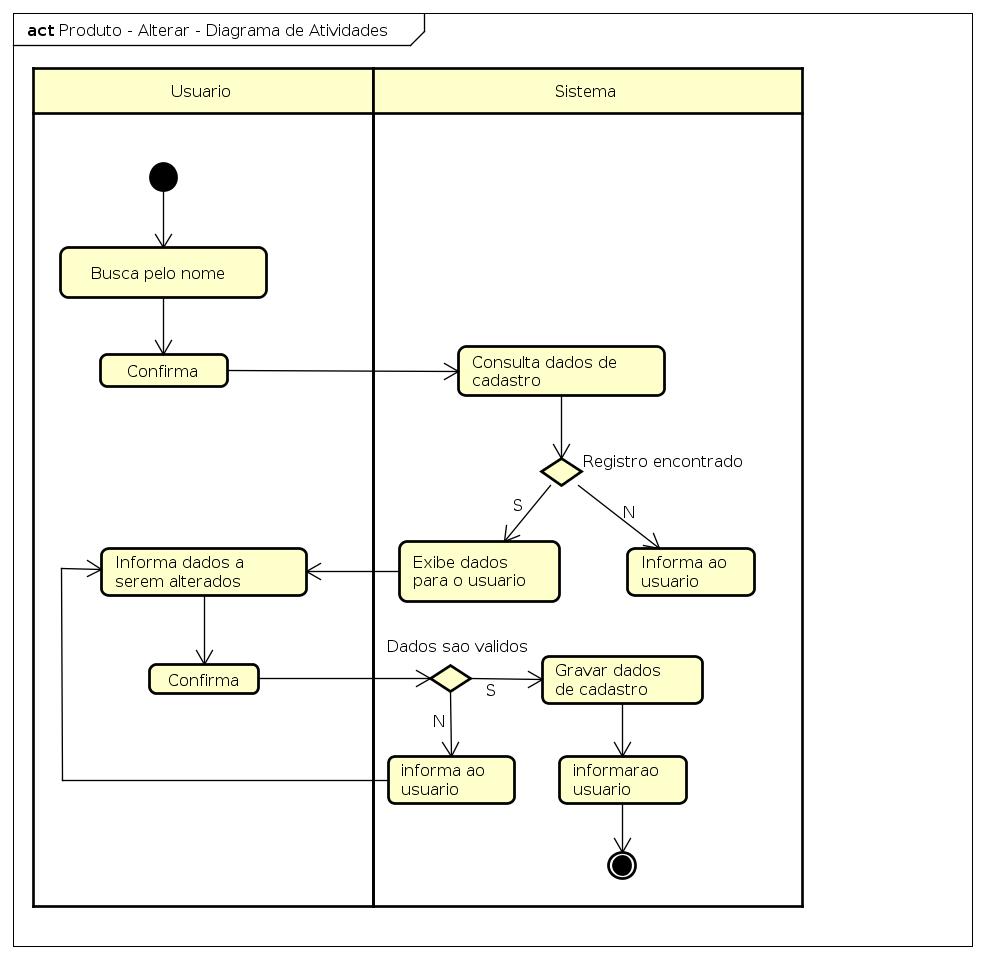 act Produto - Alterar - Diagrama de Atividades
Usuario
Sistema
Busca pelo nome
Confirma
Consulta dados de
cadastro
Registro encontrado
S
N
Informa dados a
serem alterados
Exibe dados
para o usuario
Informa ao
usuario
Dados sao validos
Confirma
S
Gravar dados
de cadastro
N
informa ao
usuario
informarao
usuario